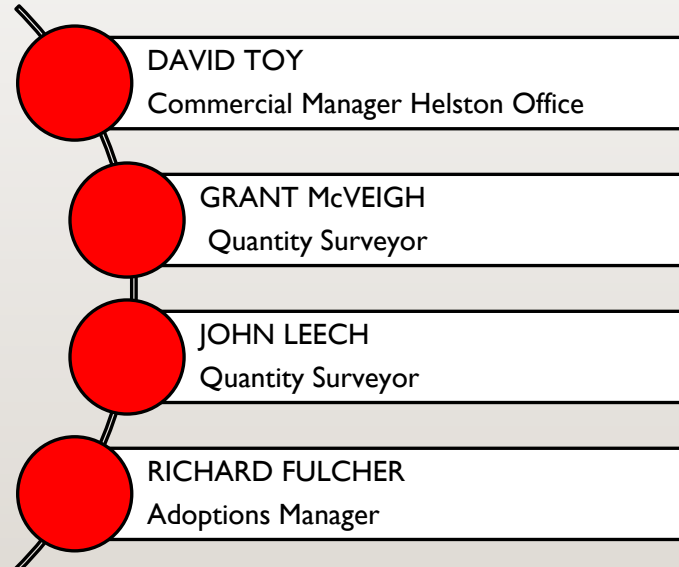 DAVID TOY
Commercial Manager Helston Office
GRANT McVEIGH
Quantity Surveyor
JOHN LEECH
Quantity Surveyor
RICHARD FULCHER
Adoptions Manager